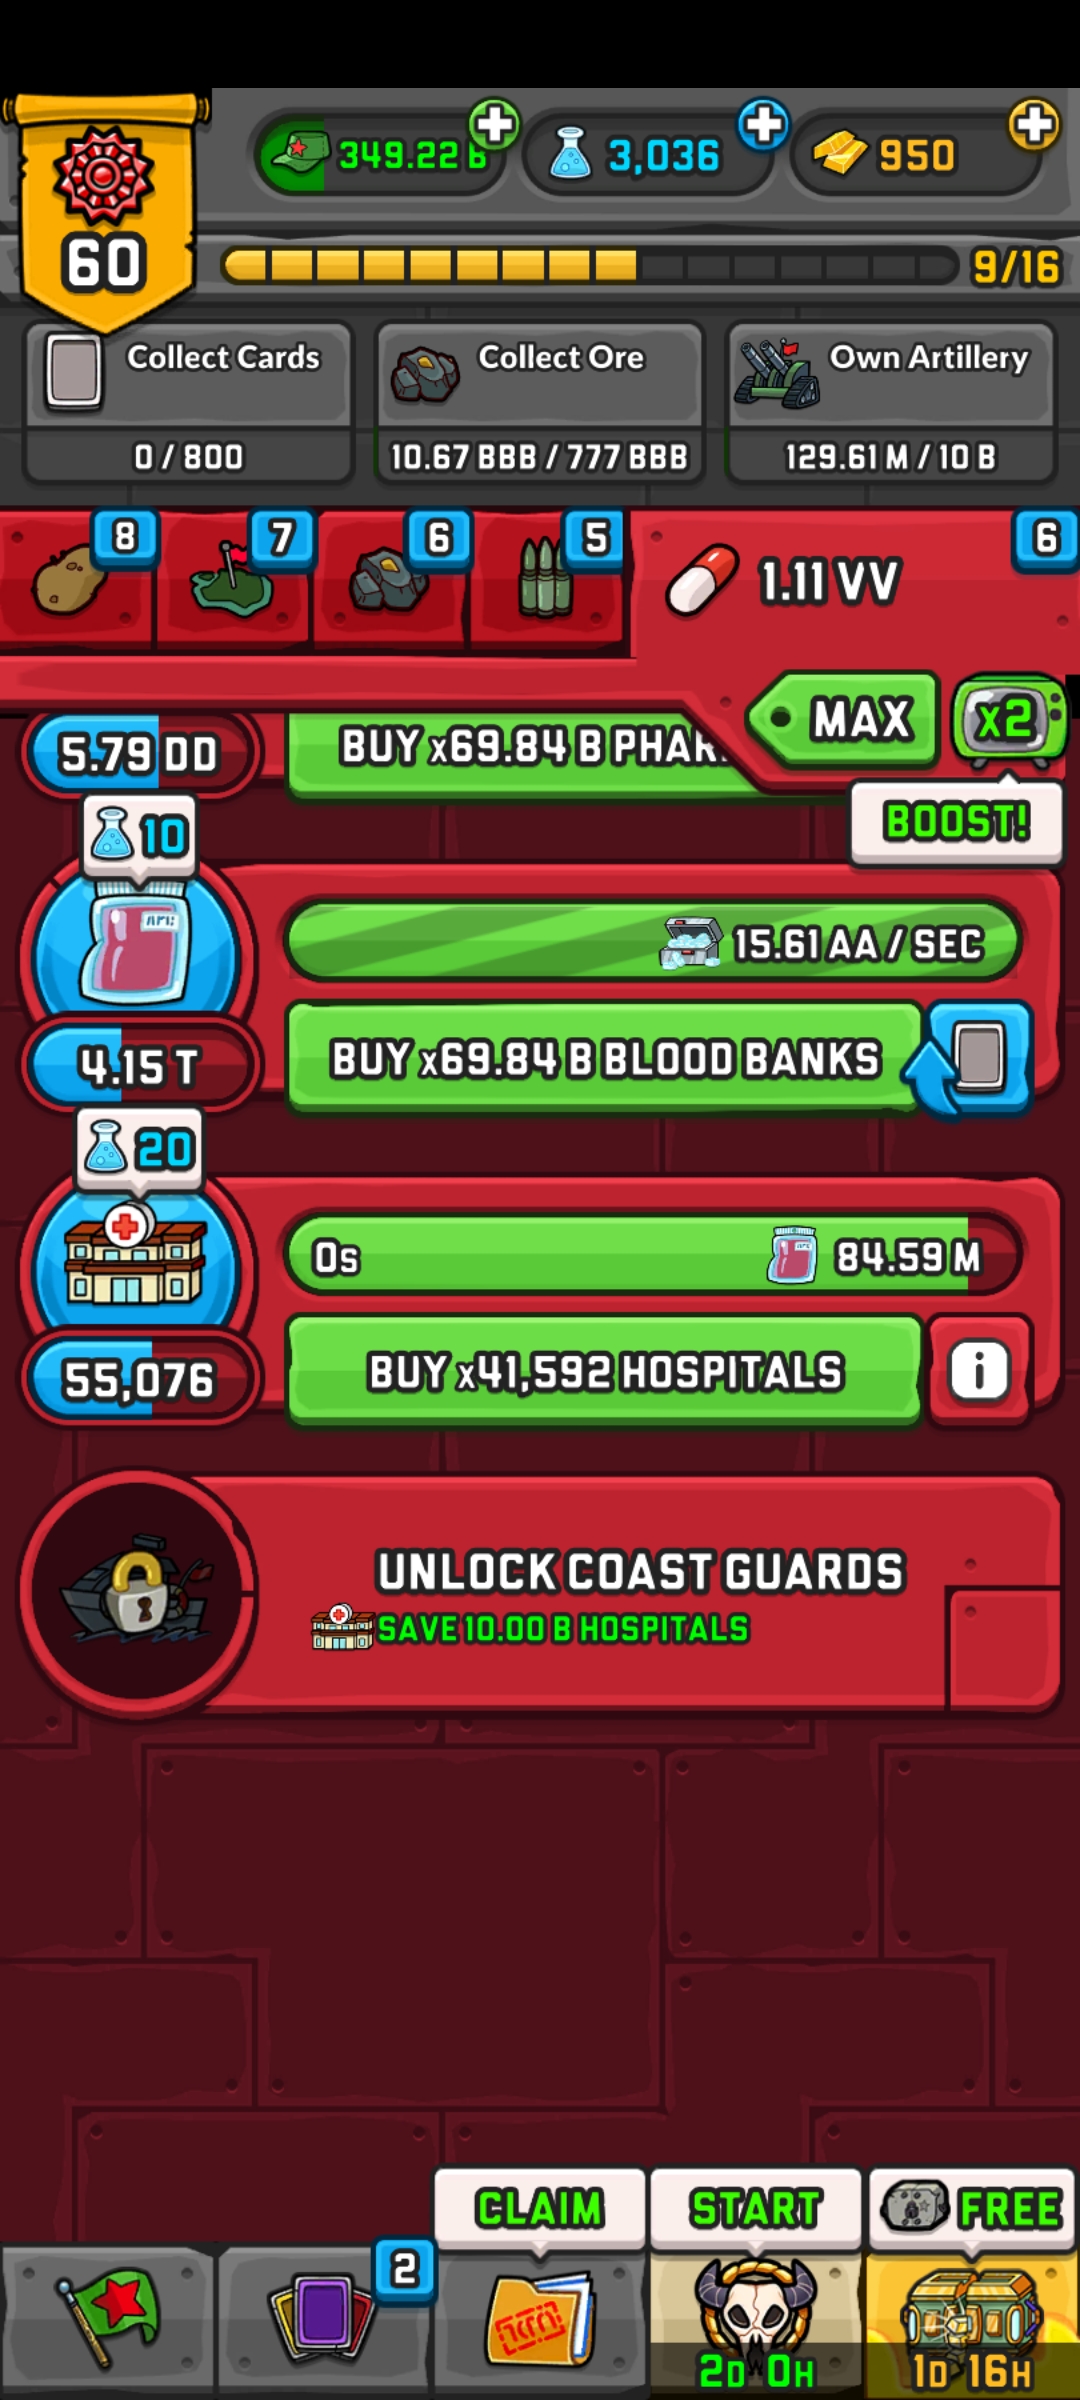 349.22 B
3,036
950
60
9/16
Collect Cards
Collect Ore
Own Artillery
0 / 800
10.67 BBB / 777 BBB
129.61 M / 10 B
8
7
6
5
1.11 VV
6
MAX
x2
5.79 DD
BUY x69.84 B PHAR
BOOST!
10
15.61 AA / SEC
4.15 T
BUY x69.84 B BLOOD BANKS
20
0s
84.59 M
55,076
BUY x41,592 HOSPITALS
i
UNLOCK COAST GUARDS
SAVE 10.00 B HOSPITALS
CLAIM
START
FREE
2
2D 0H
1D 16H